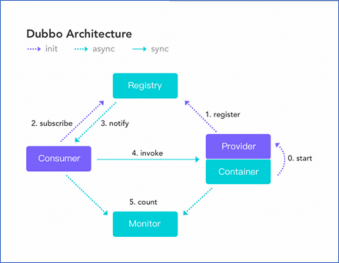 Dubbo Architecture
init async sync
Registry
1. register
2. subscribe 3. notify
Provider
4. invoke
Consumer
0. start
Container
5. count
Monitor